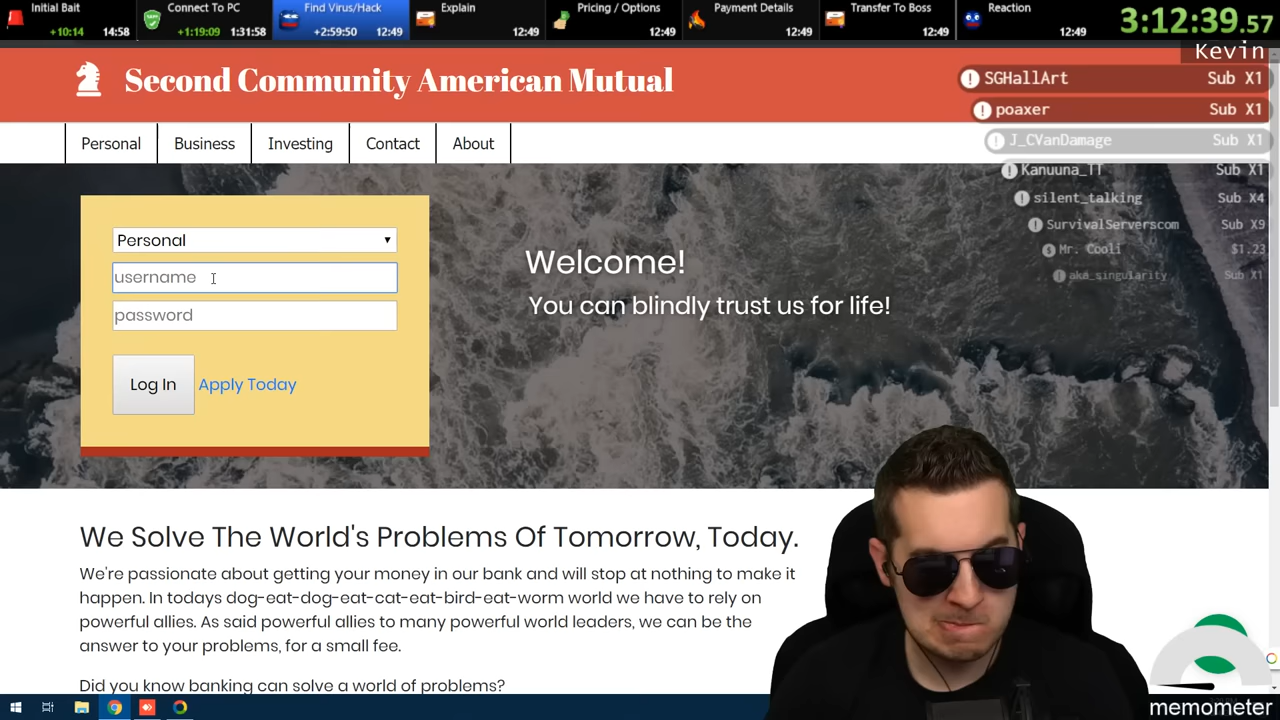 Initial Bait
+10:14 14:58
Connect To PC
+1:19:09 1:31:58
Find Virus/Hack
+2:59:50 12:49
Explain
12:49
Pricing / Options
12:49
Payment Details
12:49
Transfer To Boss
12:49
Reaction
12:49
3:12:39.57
Kevin
Second Community American Mutual
SGHallArt Sub X1
poaxer Sub X1
J_CVanDamage Sub X1
Kanuuna_TT Sub X1
silent_talking Sub X4
SurvivalServerscom Sub X9
Mr. Cooli $1.23
aka_singularity Sub X1
Personal
Business
Investing
Contact
About
Personal
username
password
Log In
Apply Today
Welcome!
You can blindly trust us for life!
We Solve The World's Problems Of Tomorrow, Today.
We're passionate about getting your money in our bank and will stop at nothing to make it
happen. In todays dog-eat-dog-eat-cat-eat-bird-eat-worm world we have to rely on
powerful allies. As said powerful allies to many powerful world leaders, we can be the
answer to your problems, for a small fee.
Did you know banking can solve a world of problems?
memometer